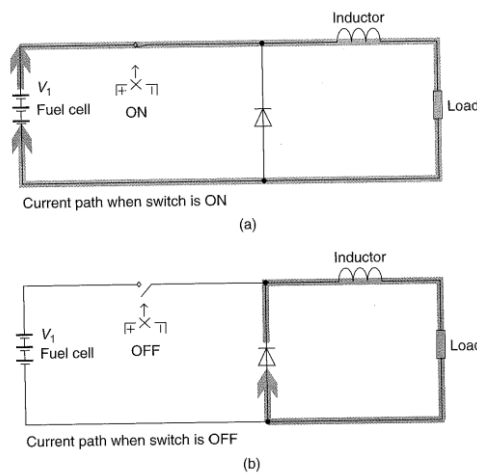 Inductor
V1
Fuel cell
ON
Load
Current path when switch is ON
(a)
Inductor
V1
Fuel cell
OFF
Load
Current path when switch is OFF
(b)